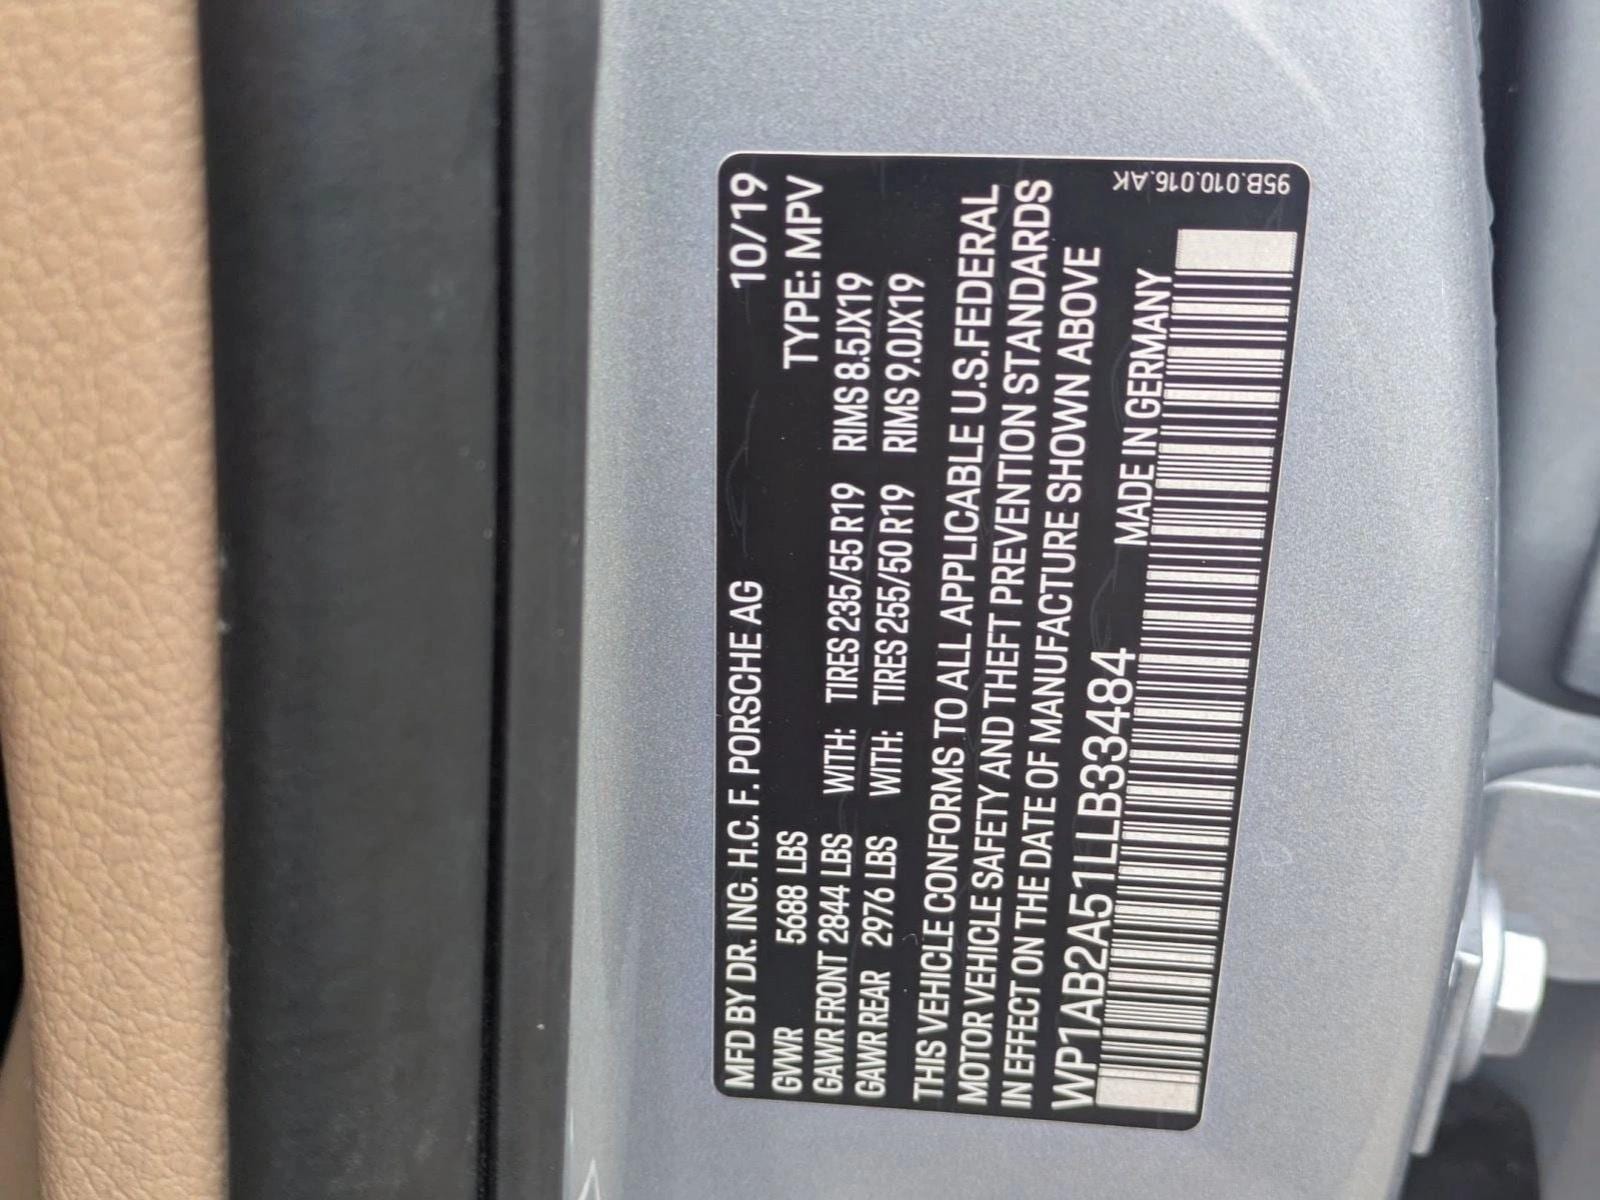 MFD BY DR. ING. H.C. F. PORSCHE AG 10/19
GVWR 5688 LBS TYPE: MPV
GAWR FRONT 2844 LBS WITH: TIRES 235/55 R19 RIMS 8.5JX19
GAWR REAR 2976 LBS WITH: TIRES 255/50 R19 RIMS 9.0JX19
THIS VEHICLE CONFORMS TO ALL APPLICABLE U.S.FEDERAL
MOTOR VEHICLE SAFETY AND THEFT PREVENTION STANDARDS
IN EFFECT ON THE DATE OF MANUFACTURE SHOWN ABOVE
WP1AB2A51LLB33484 MADE IN GERMANY
95B.010.016.AK